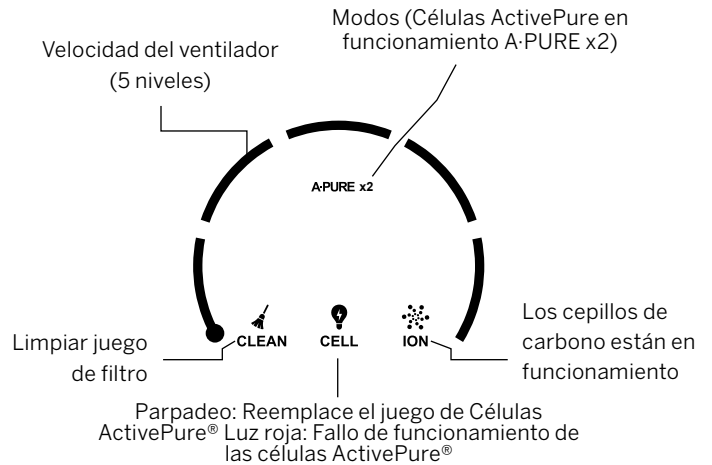 Modos (Células ActivePure en
funcionamiento A·PURE x2)
Velocidad del ventilador
(5 niveles)
A·PURE x2
CLEAN
CELL
ION
Limpiar juego
de filtro
Los cepillos de
carbono están en
funcionamiento
Parpadeo: Reemplace el juego de Células
ActivePure® Luz roja: Fallo de funcionamiento de
las células ActivePure®